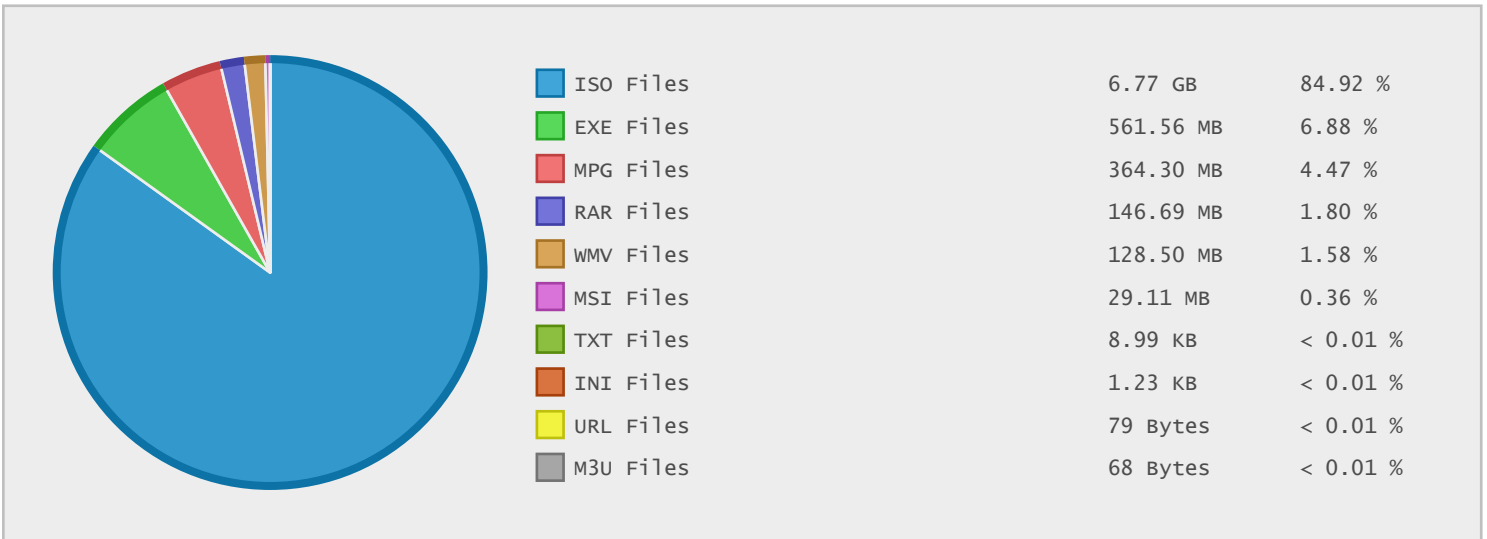 ISO Files 6.77 GB 84.92 %
EXE Files 561.56 MB 6.88 %
MPG Files 364.30 MB 4.47 %
RAR Files 146.69 MB 1.80 %
WMV Files 128.50 MB 1.58 %
MSI Files 29.11 MB 0.36 %
TXT Files 8.99 KB < 0.01 %
INI Files 1.23 KB < 0.01 %
URL Files 79 Bytes < 0.01 %
M3U Files 68 Bytes < 0.01 %